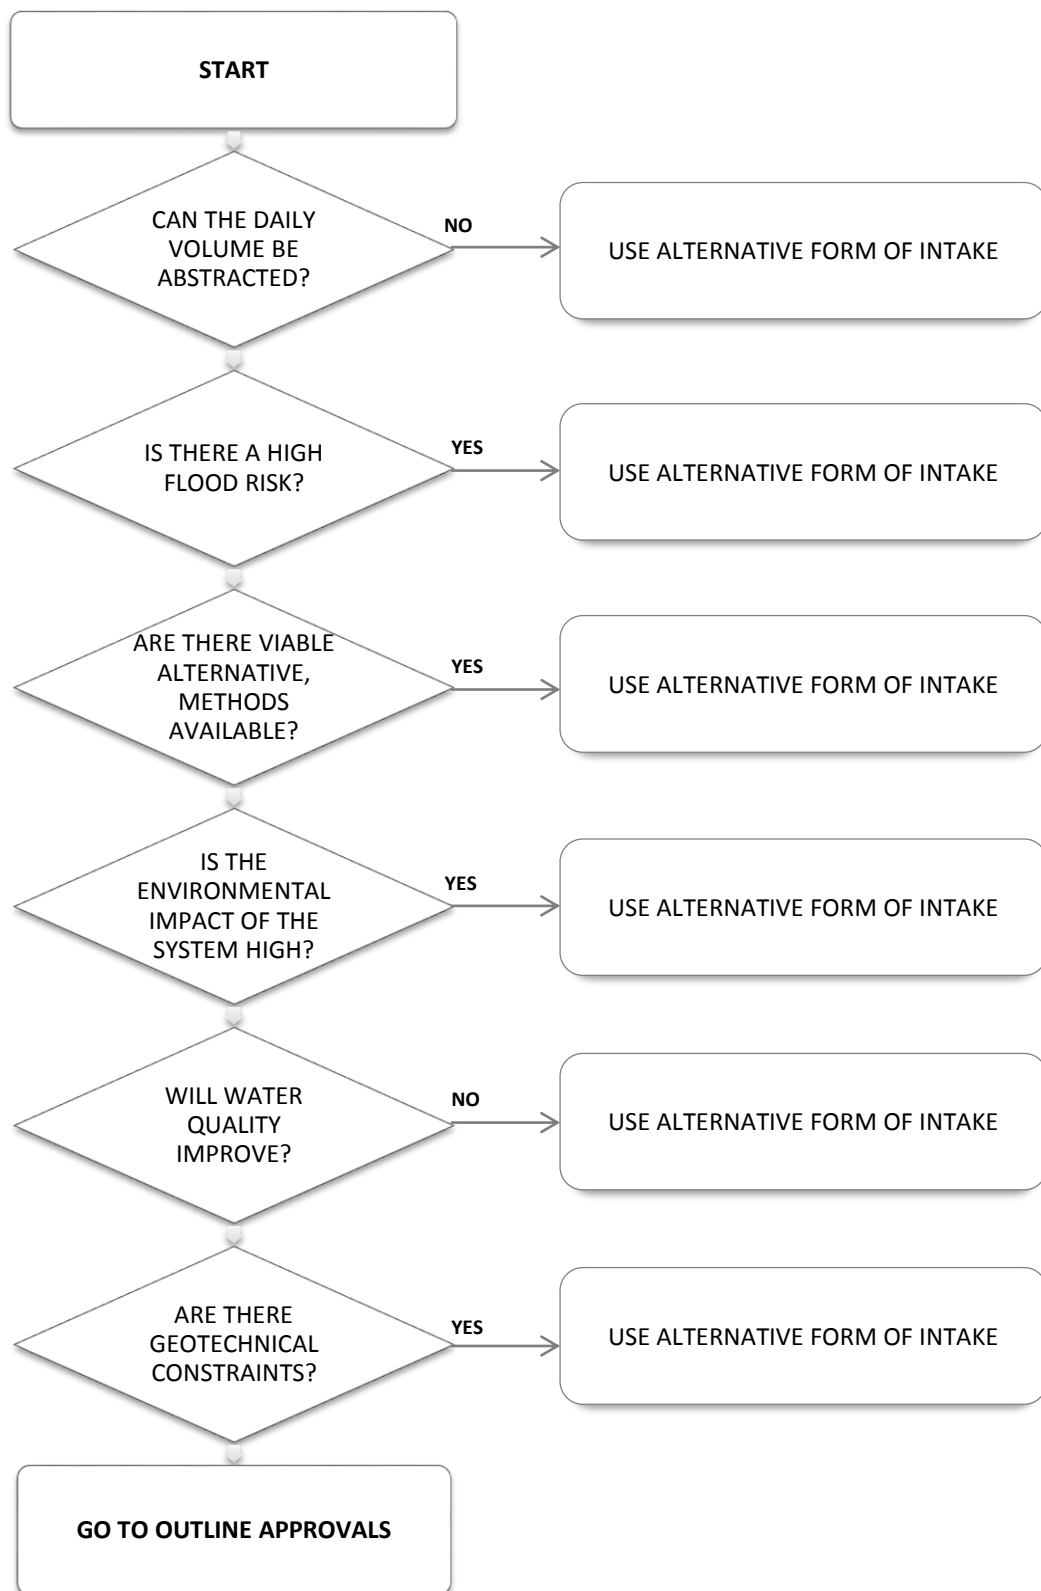 START
CAN THE DAILY
VOLUME BE
ABSTRACTED?
NO
USE ALTERNATIVE FORM OF INTAKE
IS THERE A HIGH
FLOOD RISK?
YES
USE ALTERNATIVE FORM OF INTAKE
ARE THERE VIABLE
ALTERNATIVE,
METHODS
AVAILABLE?
YES
USE ALTERNATIVE FORM OF INTAKE
IS THE
ENVIRONMENTAL
IMPACT OF THE
SYSTEM HIGH?
YES
USE ALTERNATIVE FORM OF INTAKE
WILL WATER
QUALITY
IMPROVE?
NO
USE ALTERNATIVE FORM OF INTAKE
ARE THERE
GEOTECHNICAL
CONSTRAINTS?
YES
USE ALTERNATIVE FORM OF INTAKE
GO TO OUTLINE APPROVALS